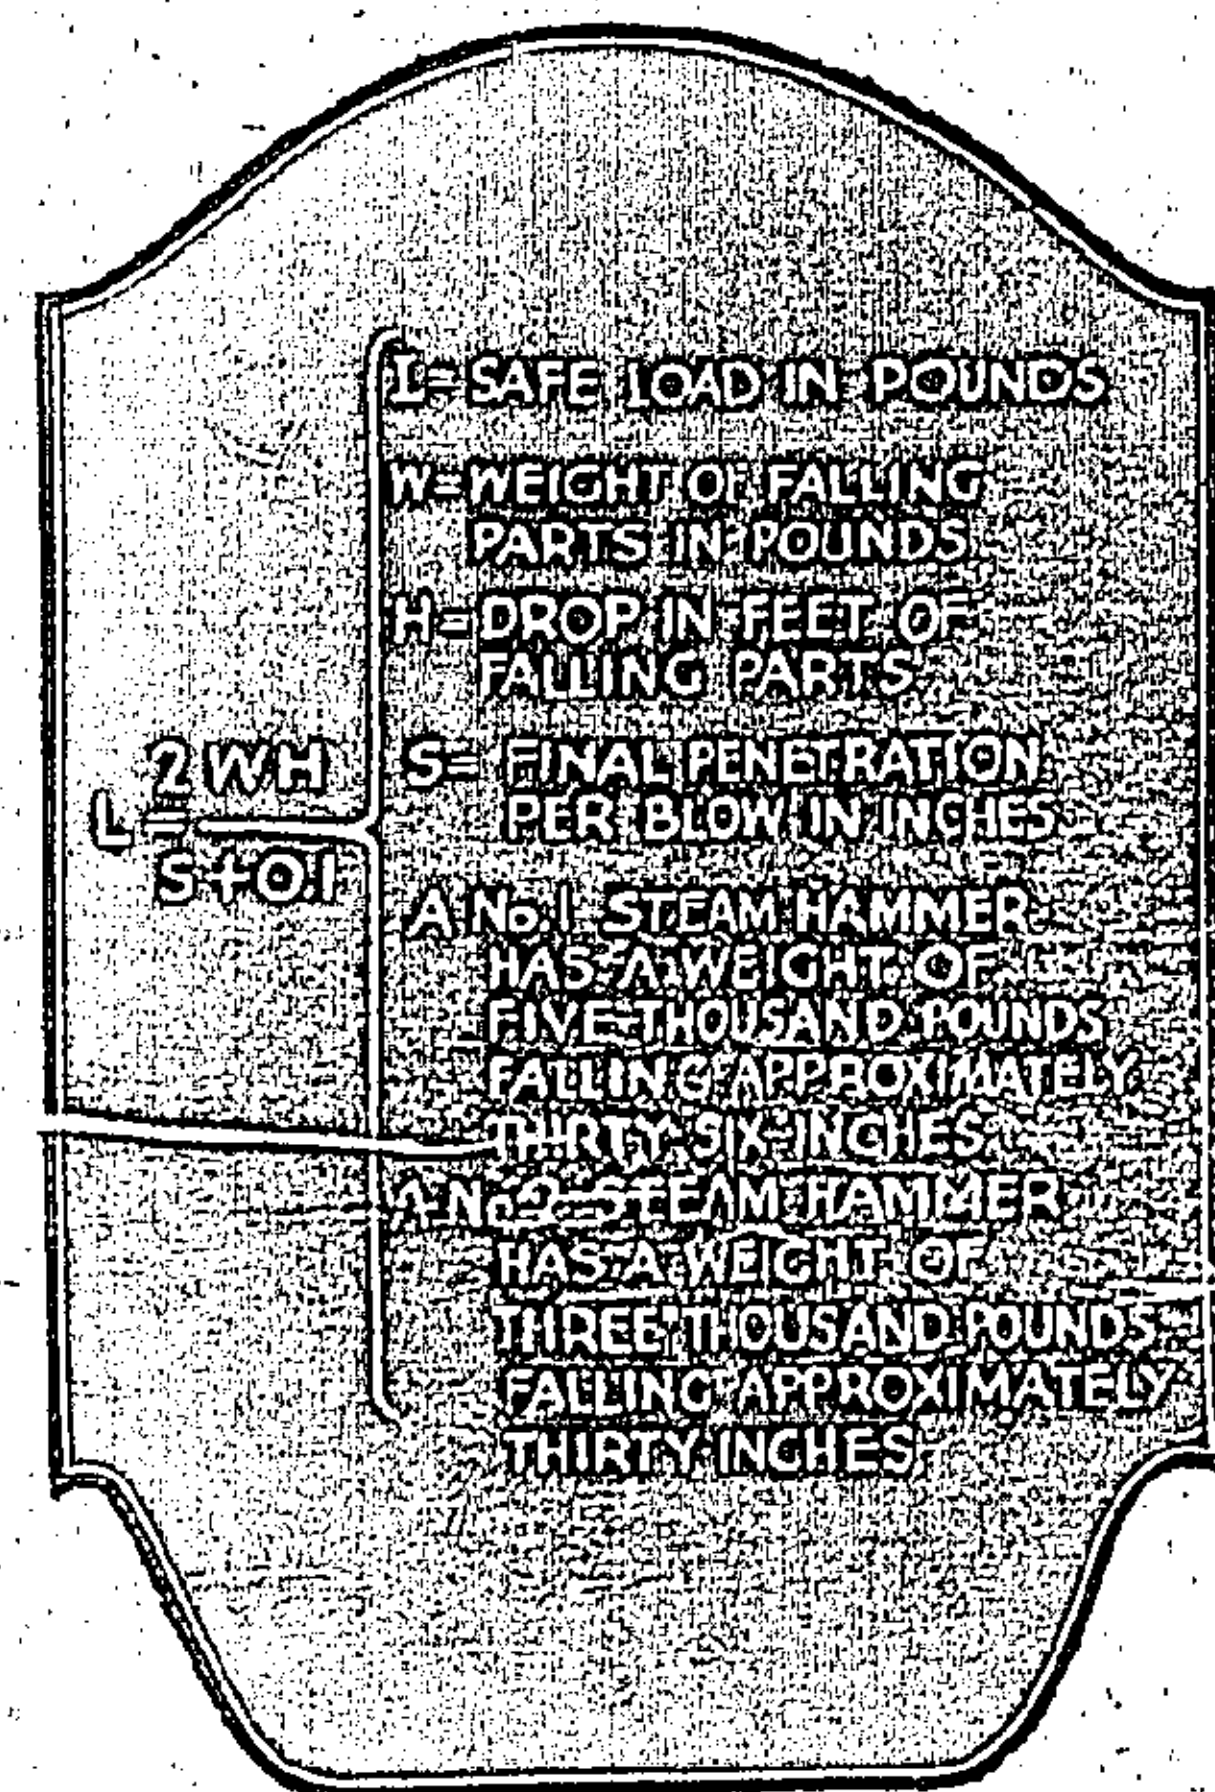 L = SAFE LOAD IN POUNDS
W = WEIGHT OF FALLING
PARTS IN POUNDS
H = DROP IN FEET OF
FALLING PARTS
2 WH
L =
S + 0.1
S = FINAL PENETRATION
PER BLOW IN INCHES
A No. 1 STEAM HAMMER
HAS A WEIGHT OF
FIVE THOUSAND POUNDS
FALLING APPROXIMATELY
THIRTY SIX INCHES
A No. 2 STEAM HAMMER
HAS A WEIGHT OF
THREE THOUSAND POUNDS
FALLING APPROXIMATELY
THIRTY INCHES